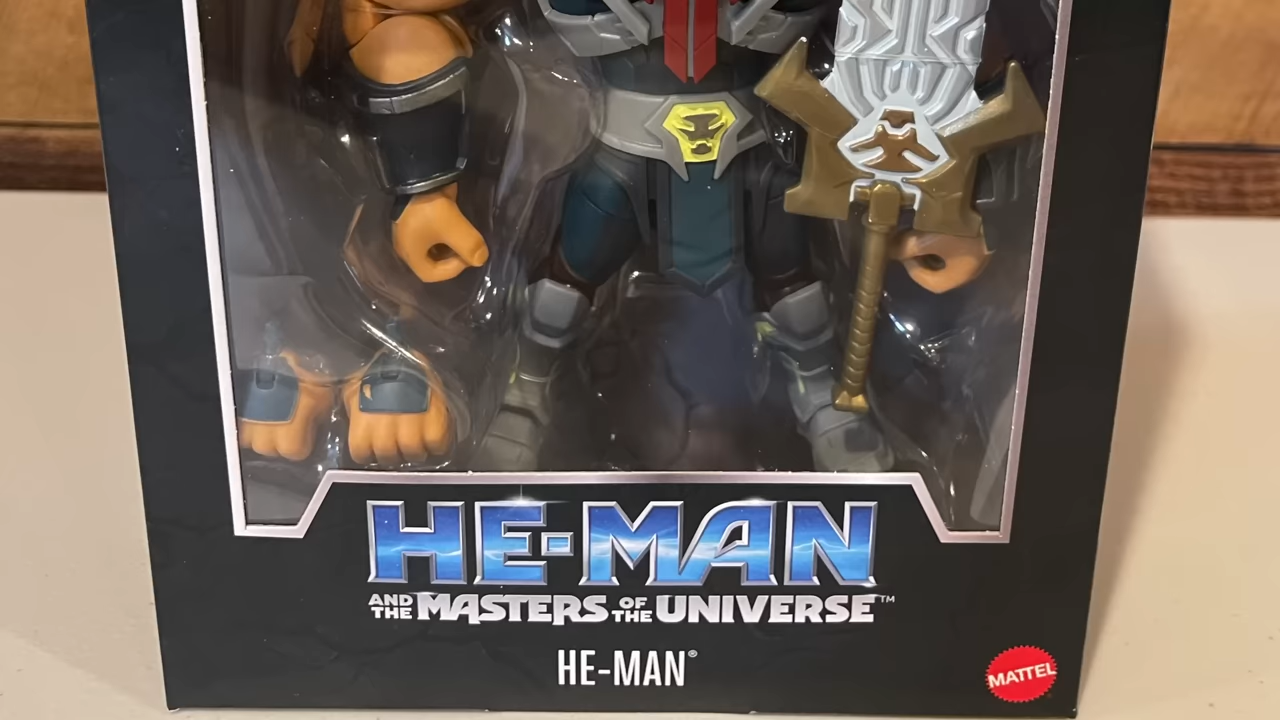 HE-MAN
AND THE MASTERS OF THE UNIVERSE™
HE-MAN®
MATTEL